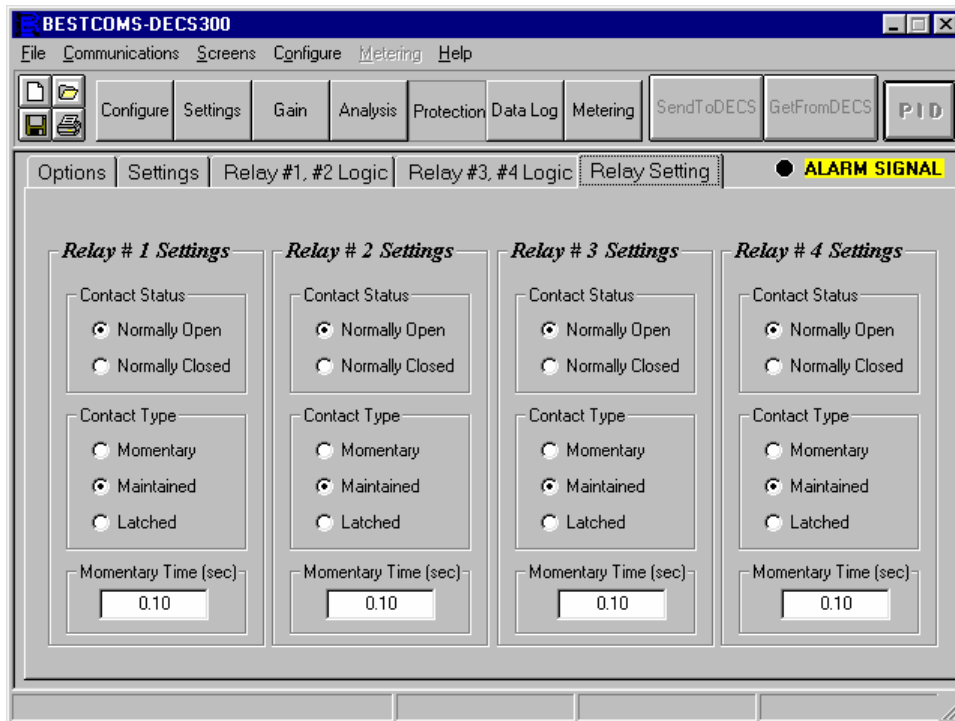 BESTCOMS-DECS300
File Communications Screens Configure Metering Help
Configure Settings Gain Analysis Protection Data Log Metering SendToDECS GetFromDECS PID
Options Settings Relay #1, #2 Logic Relay #3, #4 Logic Relay Setting ALARM SIGNAL
Relay # 1 Settings Relay # 2 Settings Relay # 3 Settings Relay # 4 Settings
Contact Status Contact Status Contact Status Contact Status
Normally Open Normally Open Normally Open Normally Open
Normally Closed Normally Closed Normally Closed Normally Closed
Contact Type Contact Type Contact Type Contact Type
Momentary Momentary Momentary Momentary
Maintained Maintained Maintained Maintained
Latched Latched Latched Latched
Momentary Time (sec) Momentary Time (sec) Momentary Time (sec) Momentary Time (sec)
0.10 0.10 0.10 0.10